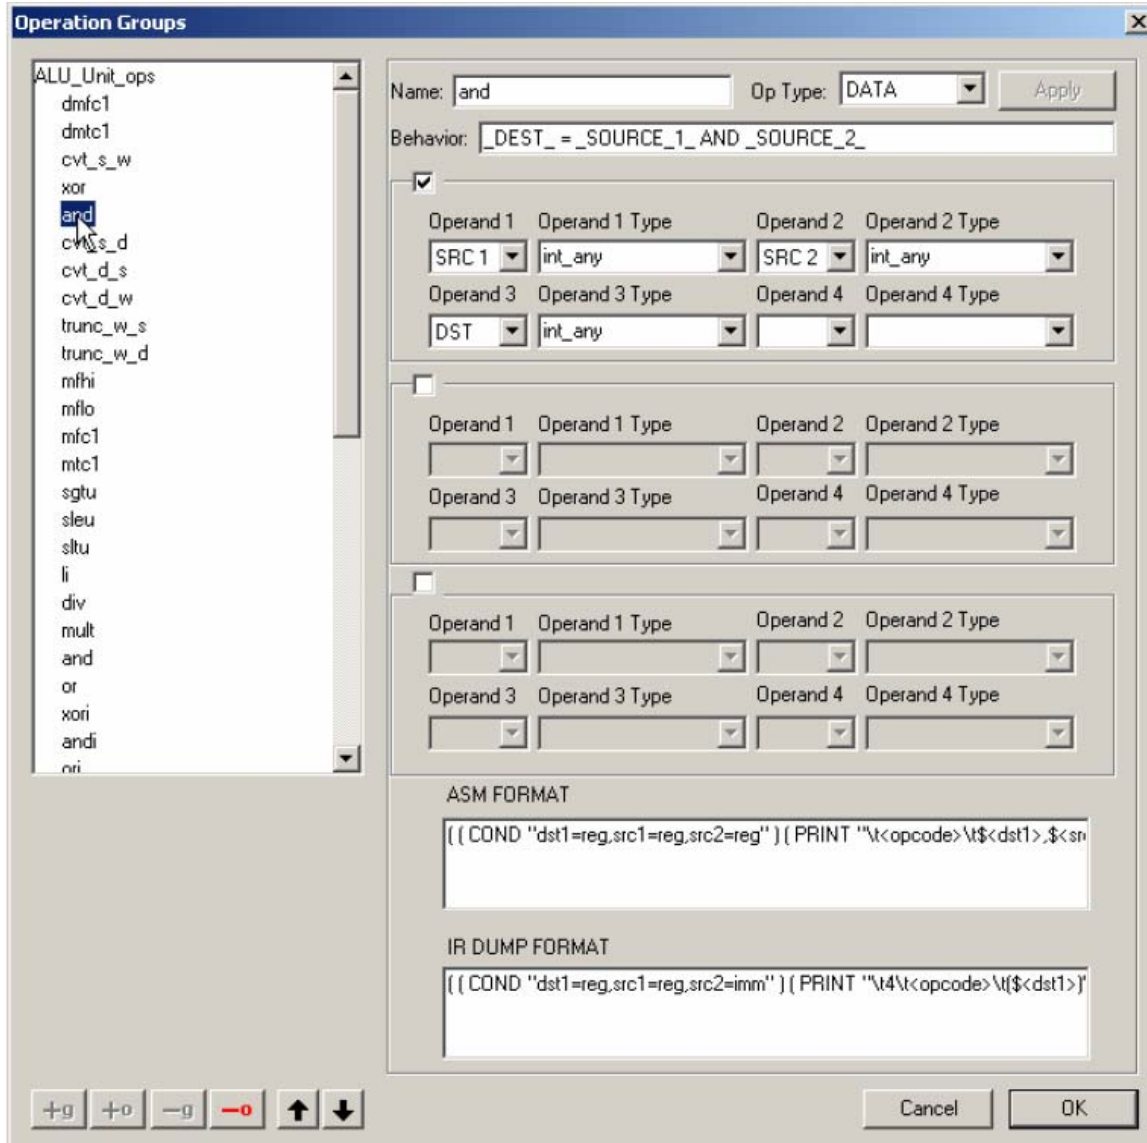 Operation Groups
ALU_Unit_ops
dmfc1
dmtc1
cvt_s_w
xor
and
cvt_s_d
cvt_d_s
cvt_d_w
trunc_w_s
trunc_w_d
mfhi
mflo
mfc1
mtc1
sgtu
sleu
sltu
li
div
mult
and
or
xori
andi
ori
Name: and Op Type: DATA Apply
Behavior: _DEST_ = _SOURCE_1_ AND _SOURCE_2_
Operand 1 Operand 1 Type Operand 2 Operand 2 Type
SRC 1 int_any SRC 2 int_any
Operand 3 Operand 3 Type Operand 4 Operand 4 Type
DST int_any
Operand 1 Operand 1 Type Operand 2 Operand 2 Type
Operand 3 Operand 3 Type Operand 4 Operand 4 Type
Operand 1 Operand 1 Type Operand 2 Operand 2 Type
Operand 3 Operand 3 Type Operand 4 Operand 4 Type
ASM FORMAT
( ( COND "dst1=reg,src1=reg,src2=reg" ) ( PRINT "\t<opcode>\t$<dst1>,$<sr
IR DUMP FORMAT
( ( COND "dst1=reg,src1=reg,src2=imm" ) ( PRINT "\t4\t<opcode>\t($<dst1>)"
+g +o −g −o
Cancel OK